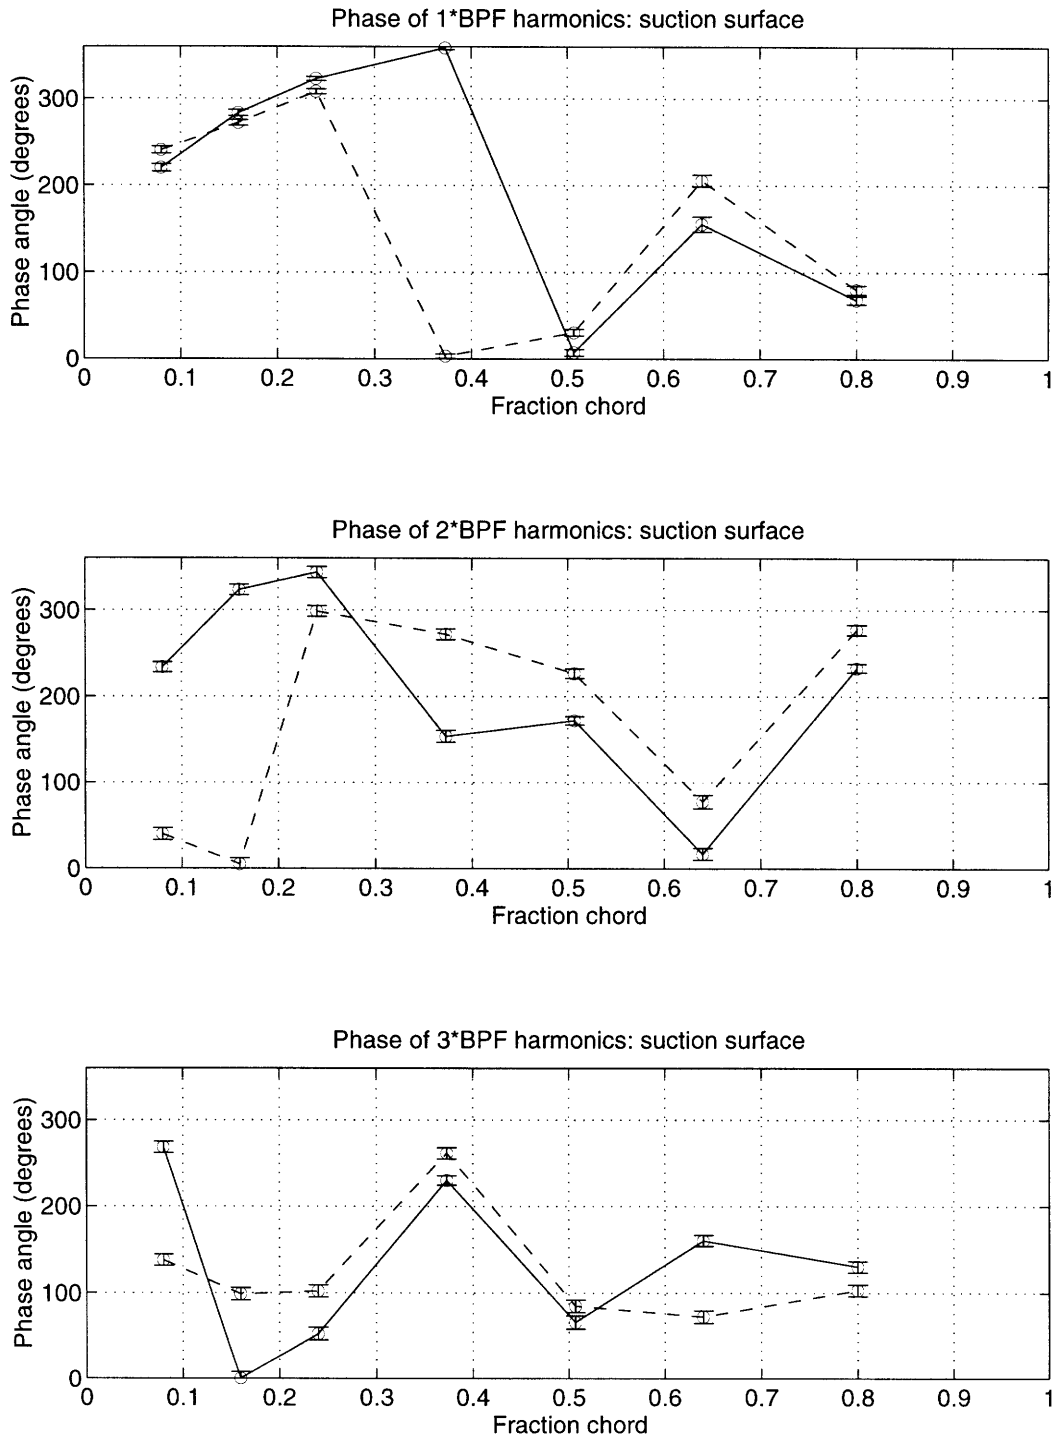 Phase of 1*BPF harmonics: suction surface
Phase angle (degrees)
300
200
100
0
0 0.1 0.2 0.3 0.4 0.5 0.6 0.7 0.8 0.9 1
Fraction chord
Phase of 2*BPF harmonics: suction surface
Phase angle (degrees)
300
200
100
0
0 0.1 0.2 0.3 0.4 0.5 0.6 0.7 0.8 0.9 1
Fraction chord
Phase of 3*BPF harmonics: suction surface
Phase angle (degrees)
300
200
100
0
0 0.1 0.2 0.3 0.4 0.5 0.6 0.7 0.8 0.9 1
Fraction chord